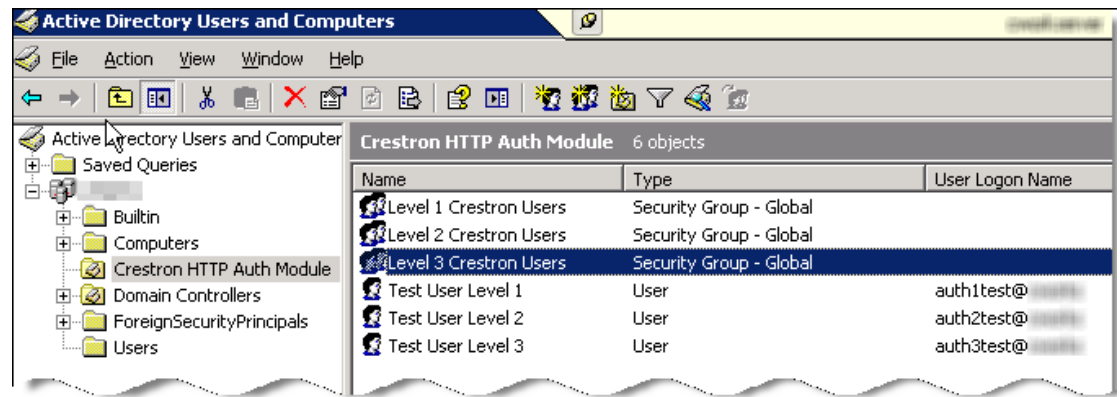 Active Directory Users and Computers
File Action View Window Help
Active Directory Users and Computer
Saved Queries
Builtin
Computers
Crestron HTTP Auth Module
Domain Controllers
ForeignSecurityPrincipals
Users
Crestron HTTP Auth Module 6 objects
Name Type User Logon Name
Level 1 Crestron Users Security Group - Global
Level 2 Crestron Users Security Group - Global
Level 3 Crestron Users Security Group - Global
Test User Level 1 User auth1test@
Test User Level 2 User auth2test@
Test User Level 3 User auth3test@